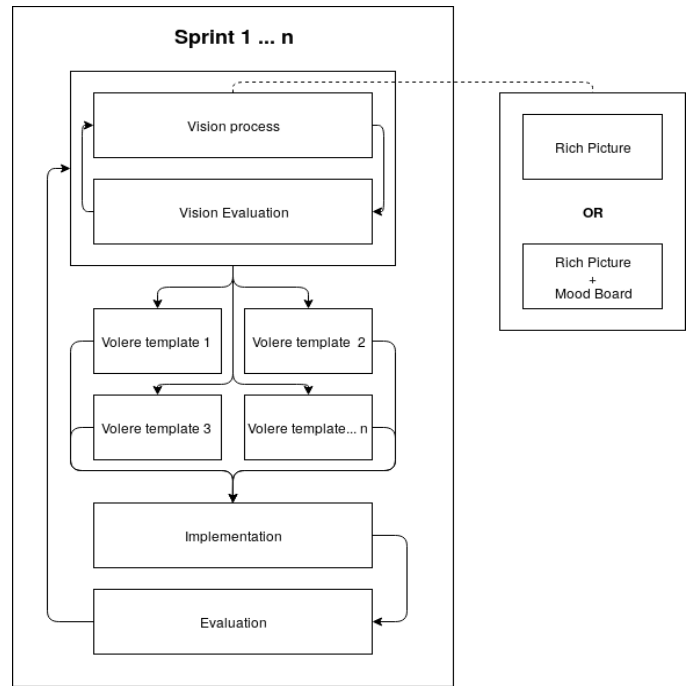 Sprint 1 ... n
Vision process
Vision Evaluation
Rich Picture
OR
Rich Picture
+
Mood Board
Volere template 1
Volere template 2
Volere template 3
Volere template... n
Implementation
Evaluation